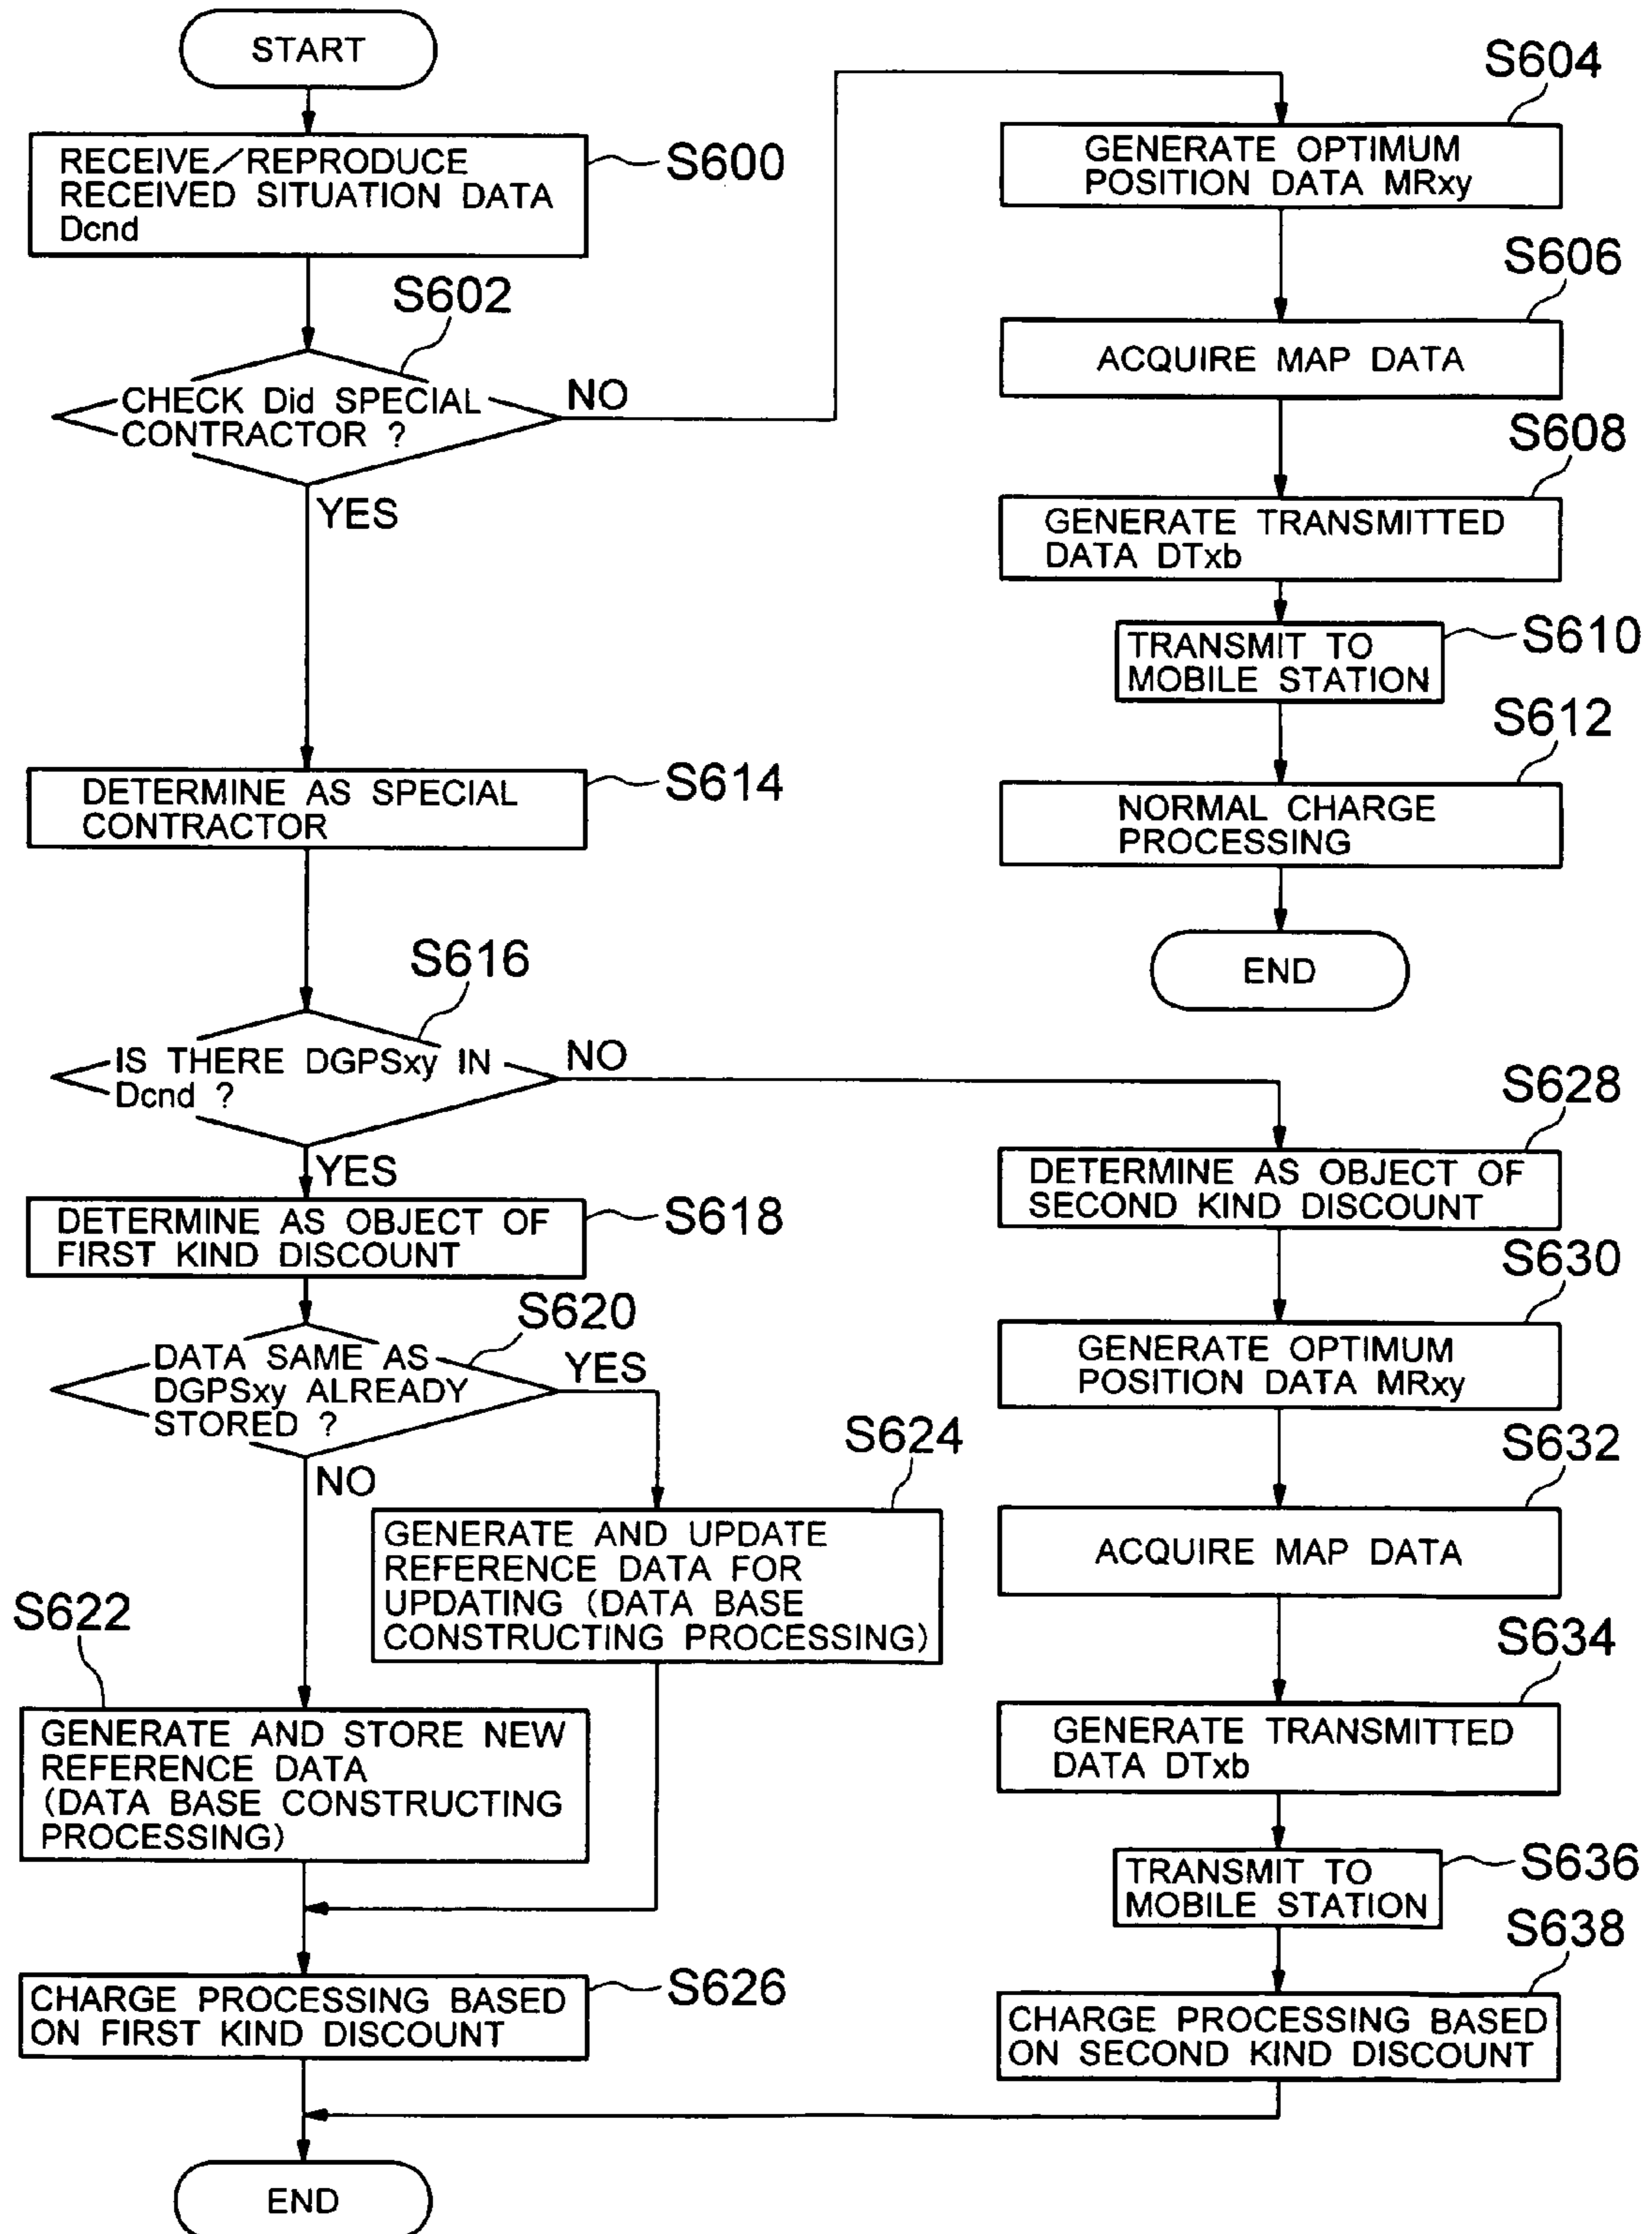 START
RECEIVE/REPRODUCE
RECEIVED SITUATION DATA
Dcnd
S600
S602
CHECK Did SPECIAL
CONTRACTOR ?
NO
YES
S604
GENERATE OPTIMUM
POSITION DATA MRxy
S606
ACQUIRE MAP DATA
S608
GENERATE TRANSMITTED
DATA DTxb
TRANSMIT TO
MOBILE STATION
S610
S612
NORMAL CHARGE
PROCESSING
END
DETERMINE AS SPECIAL
CONTRACTOR
S614
S616
IS THERE DGPSxy IN
Dcnd ?
NO
YES
DETERMINE AS OBJECT OF
FIRST KIND DISCOUNT
S618
S620
DATA SAME AS
DGPSxy ALREADY
STORED ?
YES
NO
S624
GENERATE AND UPDATE
REFERENCE DATA FOR
UPDATING (DATA BASE
CONSTRUCTING PROCESSING)
S622
GENERATE AND STORE NEW
REFERENCE DATA
(DATA BASE CONSTRUCTING
PROCESSING)
CHARGE PROCESSING BASED
ON FIRST KIND DISCOUNT
S626
S628
DETERMINE AS OBJECT OF
SECOND KIND DISCOUNT
S630
GENERATE OPTIMUM
POSITION DATA MRxy
S632
ACQUIRE MAP DATA
S634
GENERATE TRANSMITTED
DATA DTxb
TRANSMIT TO
MOBILE STATION
S636
S638
CHARGE PROCESSING BASED
ON SECOND KIND DISCOUNT
END